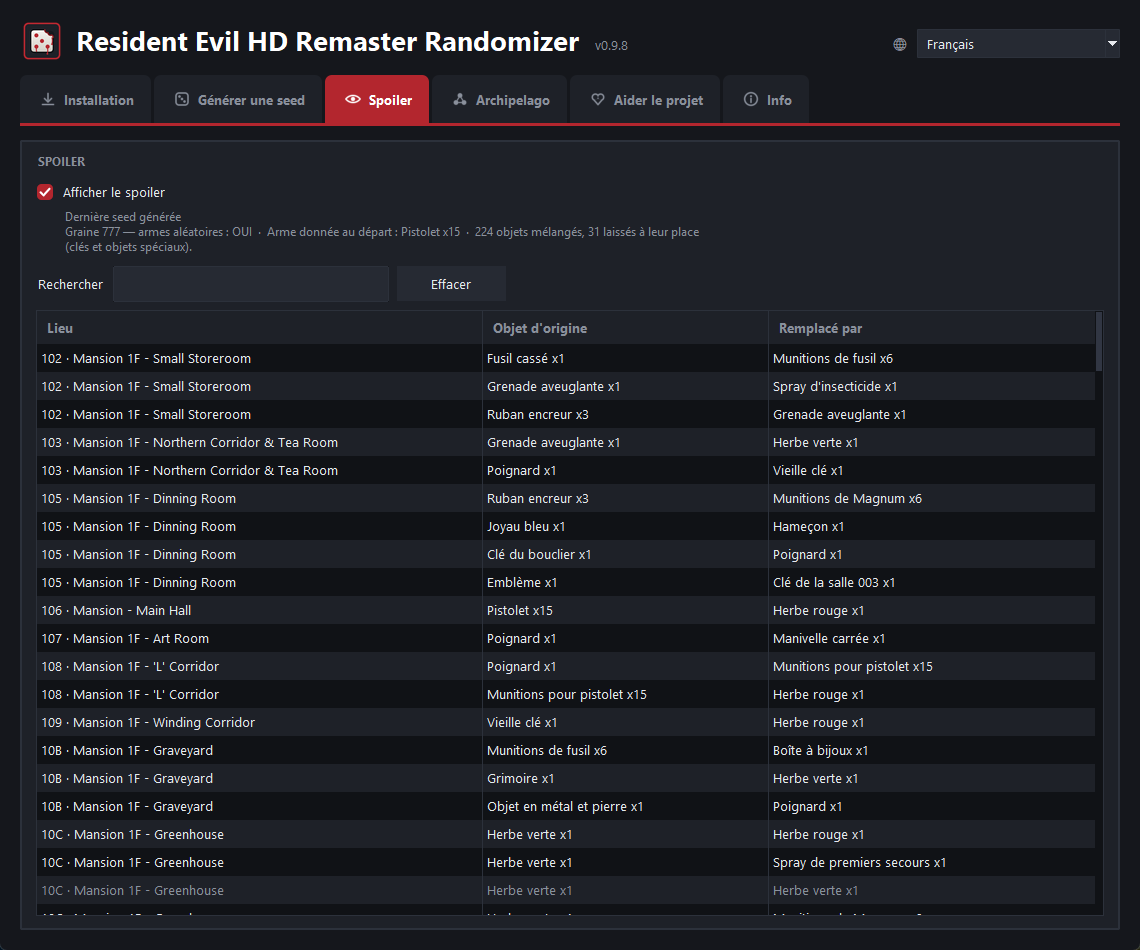 Resident Evil HD Remaster Randomizer v0.9.8
Français
Installation Générer une seed Spoiler Archipelago Aider le projet Info
SPOILER
Afficher le spoiler
Dernière seed générée
Graine 777 — armes aléatoires : OUI · Arme donnée au départ : Pistolet x15 · 224 objets mélangés, 31 laissés à leur place
(clés et objets spéciaux).
Rechercher Effacer
Lieu Objet d'origine Remplacé par
102 · Mansion 1F - Small Storeroom Fusil cassé x1 Munitions de fusil x6
102 · Mansion 1F - Small Storeroom Grenade aveuglante x1 Spray d'insecticide x1
102 · Mansion 1F - Small Storeroom Ruban encreur x3 Grenade aveuglante x1
103 · Mansion 1F - Northern Corridor & Tea Room Grenade aveuglante x1 Herbe verte x1
103 · Mansion 1F - Northern Corridor & Tea Room Poignard x1 Vieille clé x1
105 · Mansion 1F - Dinning Room Ruban encreur x3 Munitions de Magnum x6
105 · Mansion 1F - Dinning Room Joyau bleu x1 Hameçon x1
105 · Mansion 1F - Dinning Room Clé du bouclier x1 Poignard x1
105 · Mansion 1F - Dinning Room Emblème x1 Clé de la salle 003 x1
106 · Mansion - Main Hall Pistolet x15 Herbe rouge x1
107 · Mansion 1F - Art Room Poignard x1 Manivelle carrée x1
108 · Mansion 1F - 'L' Corridor Poignard x1 Munitions pour pistolet x15
108 · Mansion 1F - 'L' Corridor Munitions pour pistolet x15 Herbe rouge x1
109 · Mansion 1F - Winding Corridor Vieille clé x1 Herbe rouge x1
10B · Mansion 1F - Graveyard Munitions de fusil x6 Boîte à bijoux x1
10B · Mansion 1F - Graveyard Grimoire x1 Herbe verte x1
10B · Mansion 1F - Graveyard Objet en métal et pierre x1 Poignard x1
10C · Mansion 1F - Greenhouse Herbe verte x1 Herbe rouge x1
10C · Mansion 1F - Greenhouse Herbe verte x1 Spray de premiers secours x1
10C · Mansion 1F - Greenhouse Herbe verte x1 Herbe verte x1